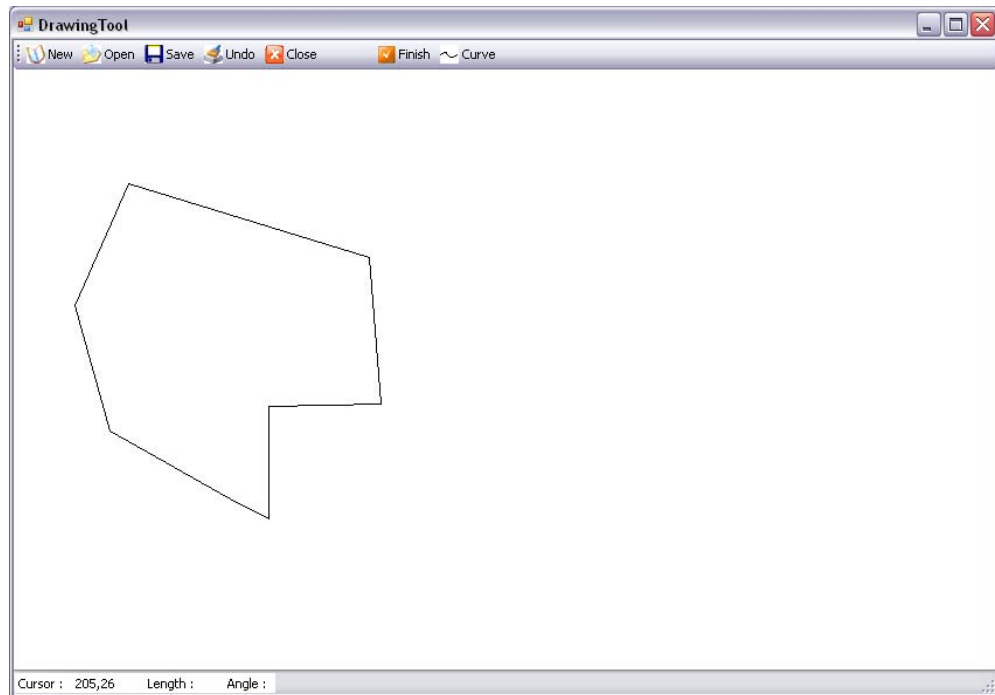 DrawingTool
New Open Save Undo Close Finish Curve
Cursor : 205,26 Length : Angle :